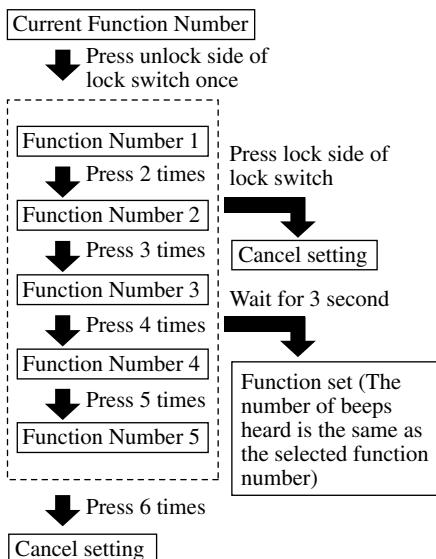 Current Function Number
Press unlock side of
lock switch once
Function Number 1
Press 2 times
Function Number 2
Press 3 times
Function Number 3
Press 4 times
Function Number 4
Press 5 times
Function Number 5
Press 6 times
Cancel setting
Press lock side of
lock switch
Cancel setting
Wait for 3 second
Function set (The
number of beeps
heard is the same as
the selected function
number)